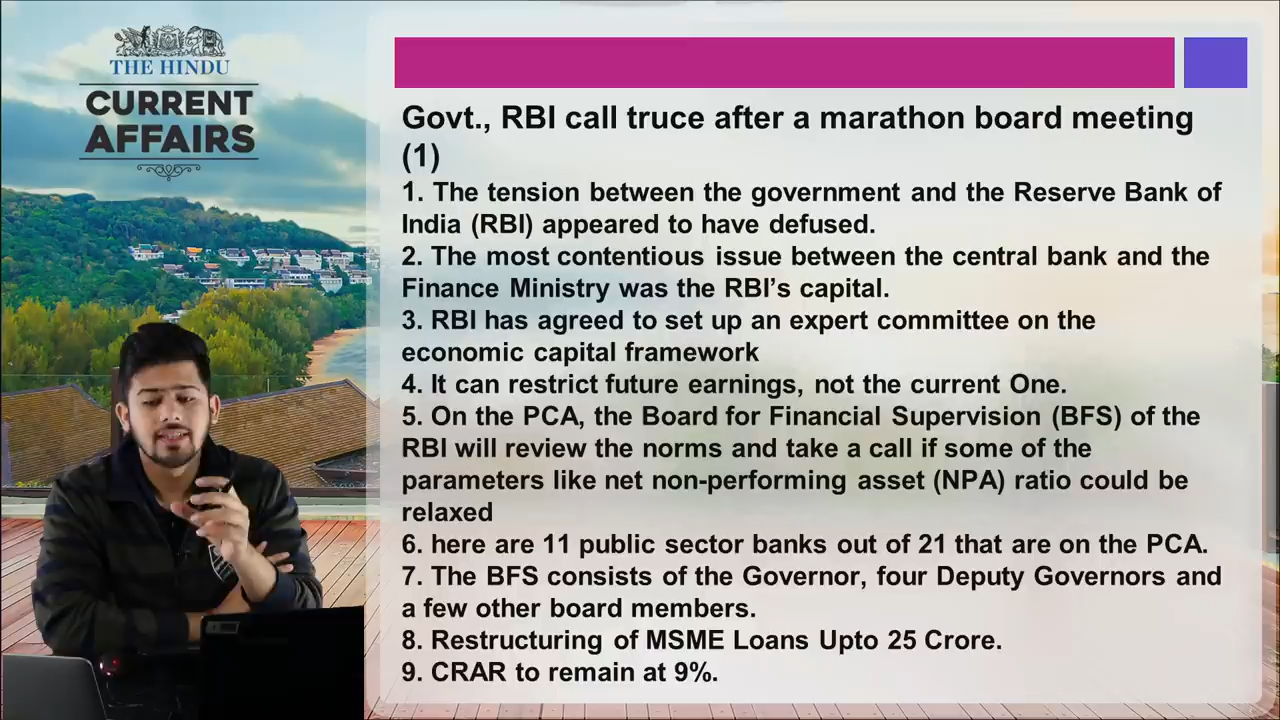 THE HINDU
CURRENT
AFFAIRS
Govt., RBI call truce after a marathon board meeting
(1)
1. The tension between the government and the Reserve Bank of
India (RBI) appeared to have defused.
2. The most contentious issue between the central bank and the
Finance Ministry was the RBI’s capital.
3. RBI has agreed to set up an expert committee on the
economic capital framework
4. It can restrict future earnings, not the current One.
5. On the PCA, the Board for Financial Supervision (BFS) of the
RBI will review the norms and take a call if some of the
parameters like net non-performing asset (NPA) ratio could be
relaxed
6. here are 11 public sector banks out of 21 that are on the PCA.
7. The BFS consists of the Governor, four Deputy Governors and
a few other board members.
8. Restructuring of MSME Loans Upto 25 Crore.
9. CRAR to remain at 9%.